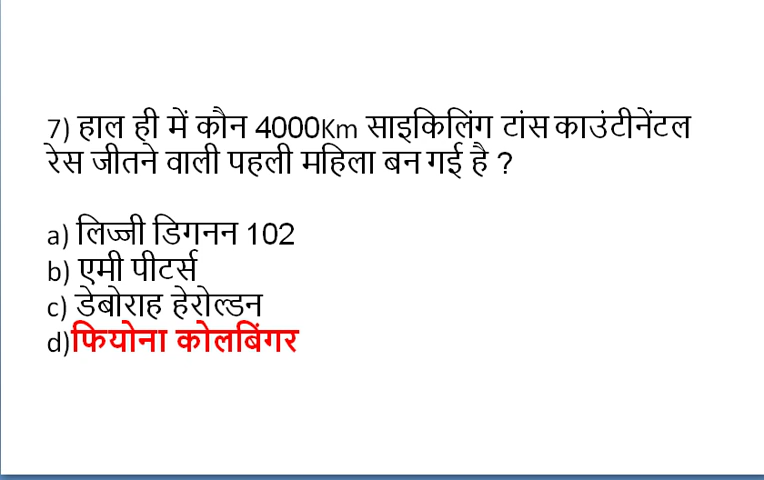 7) हाल ही में कौन 4000Km साइकिलिंग टांस काउंटीनेंटल
रेस जीतने वाली पहली महिला बन गई है ?
a) लिज्जी डिगनन 102
b) एमी पीटर्स
c) डेबोराह हेरोल्डन
d)फियोना कोलबिंगर